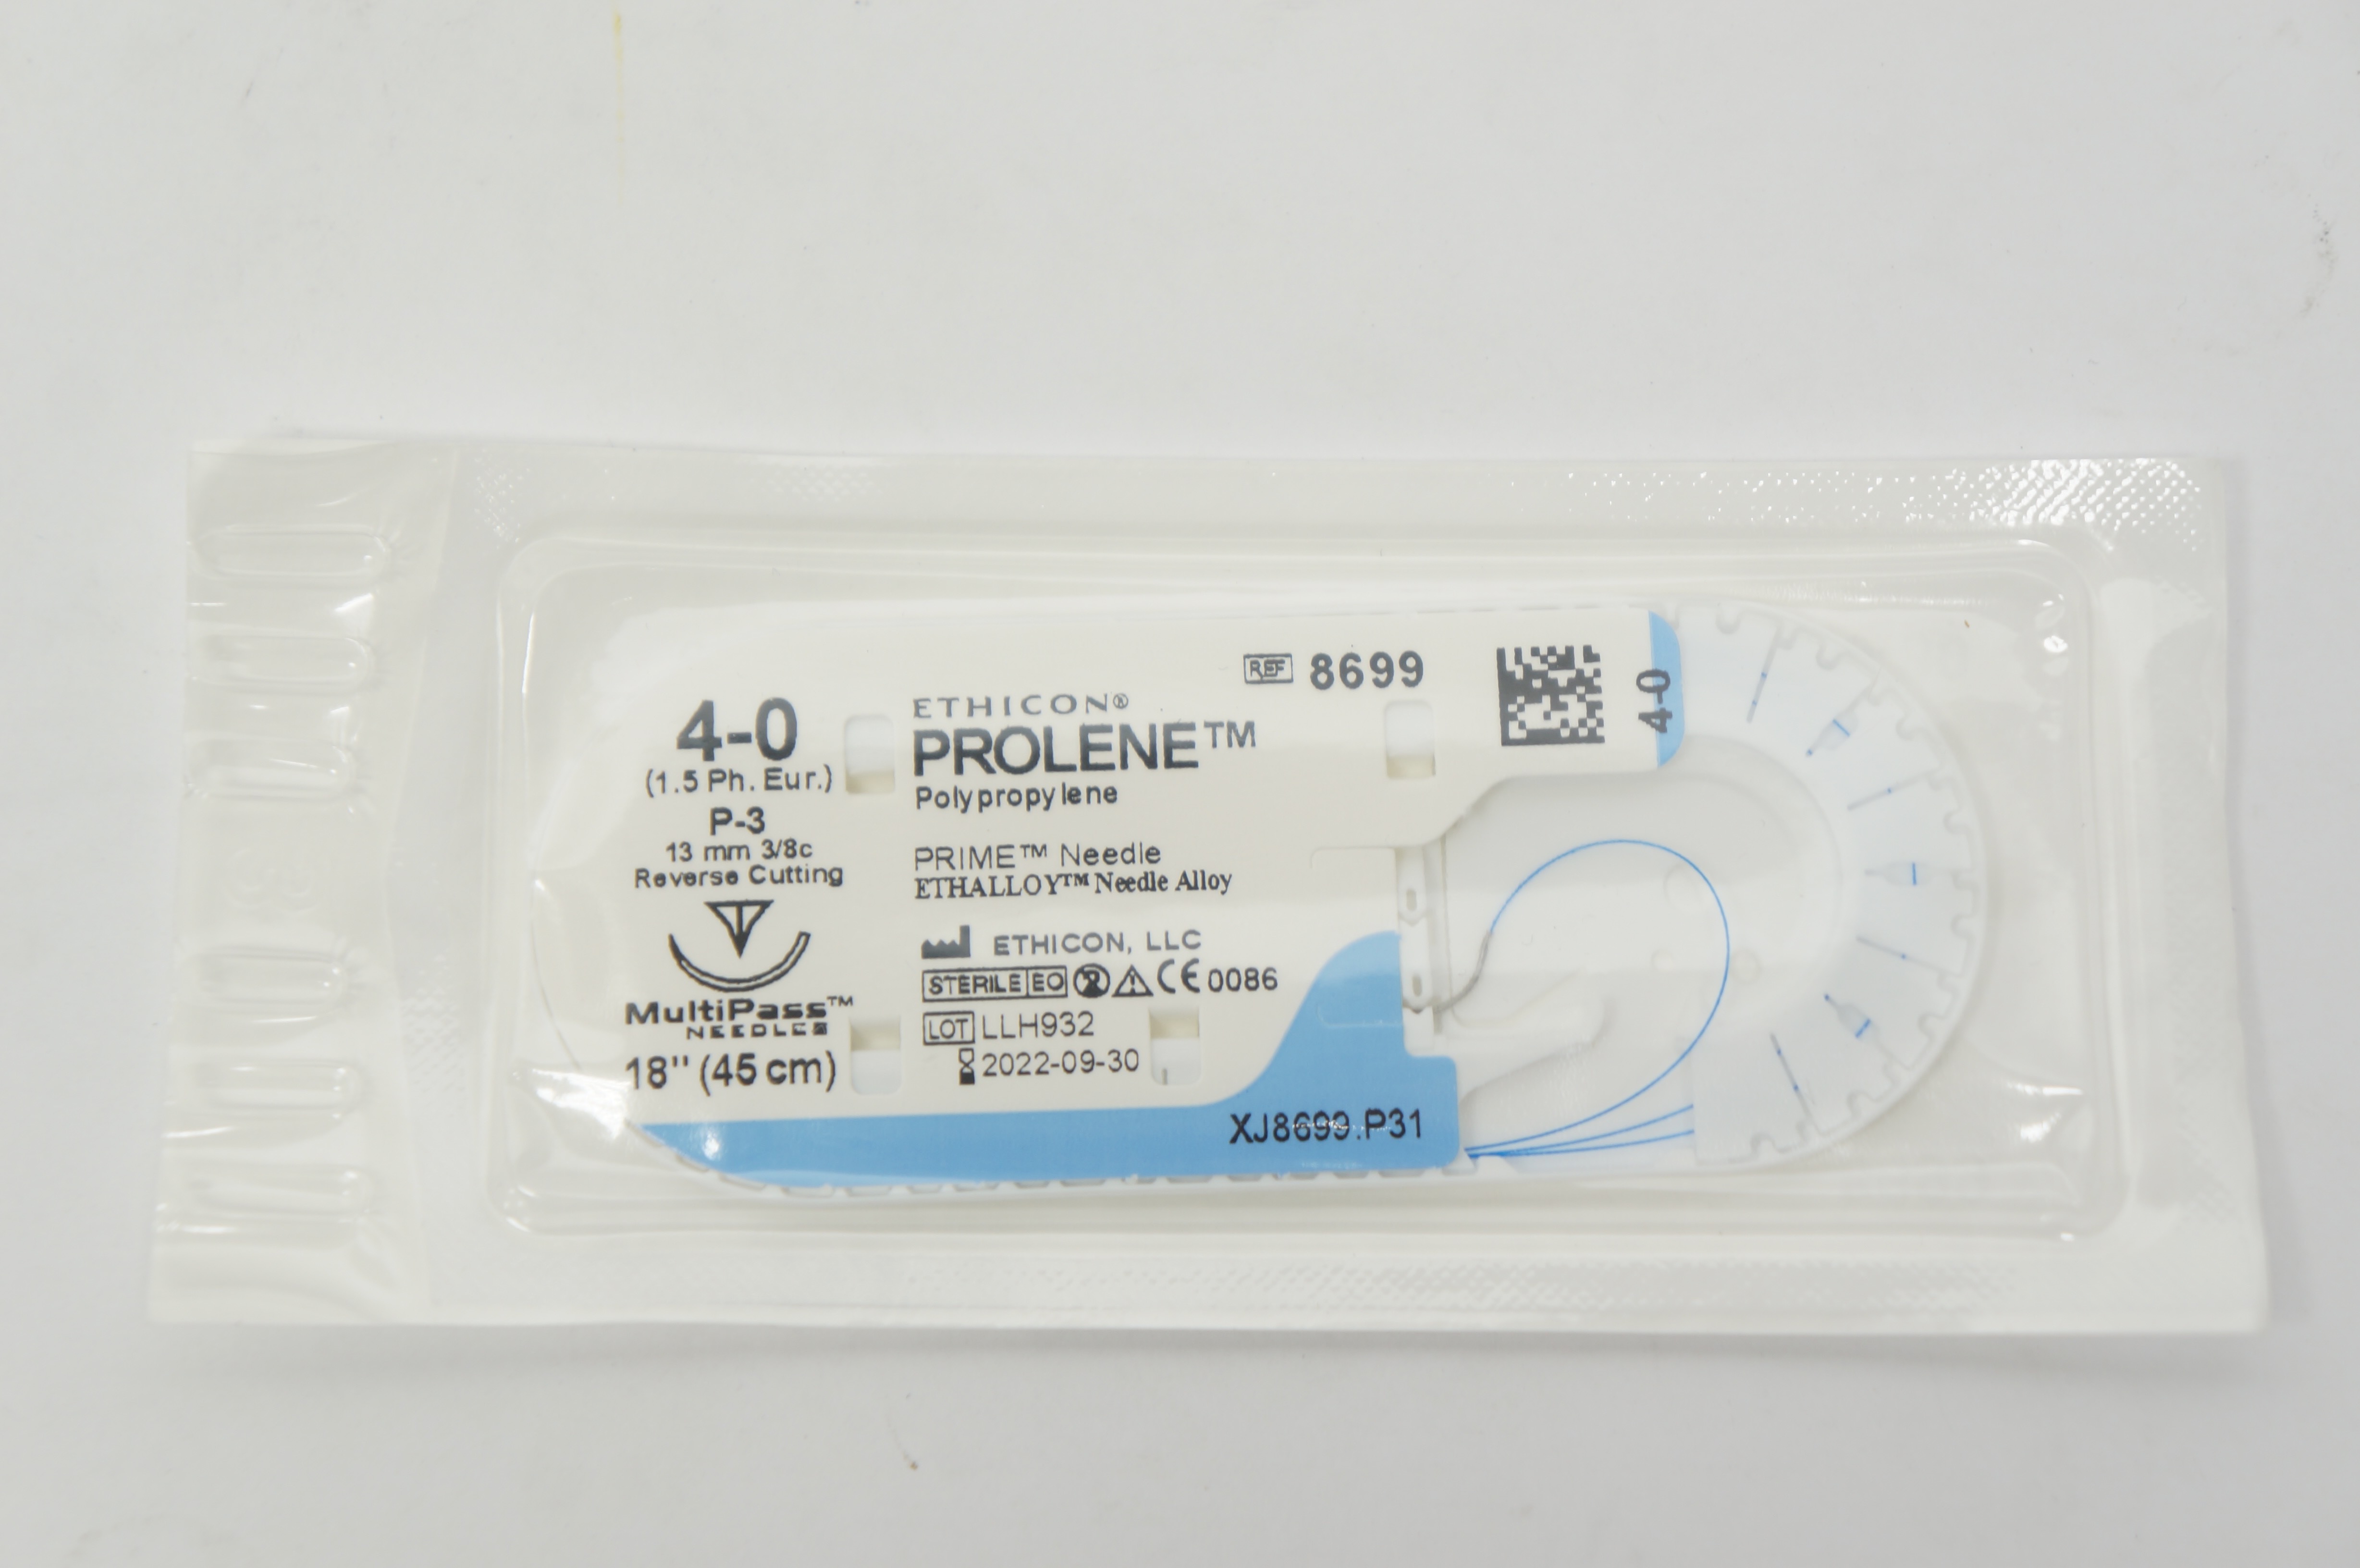 REF 8699
4-0
ETHICON®
4-0
PROLENE™
(1.5 Ph. Eur.)
Polypropylene
P-3
13 mm 3/8c
Reverse Cutting
PRIME™ Needle
ETHALLOY™ Needle Alloy
ETHICON, LLC
STERILE EO CE 0086
MultiPass™
NEEDLES
LOT LLH932
18" (45 cm)
2022-09-30
XJ8699.P31